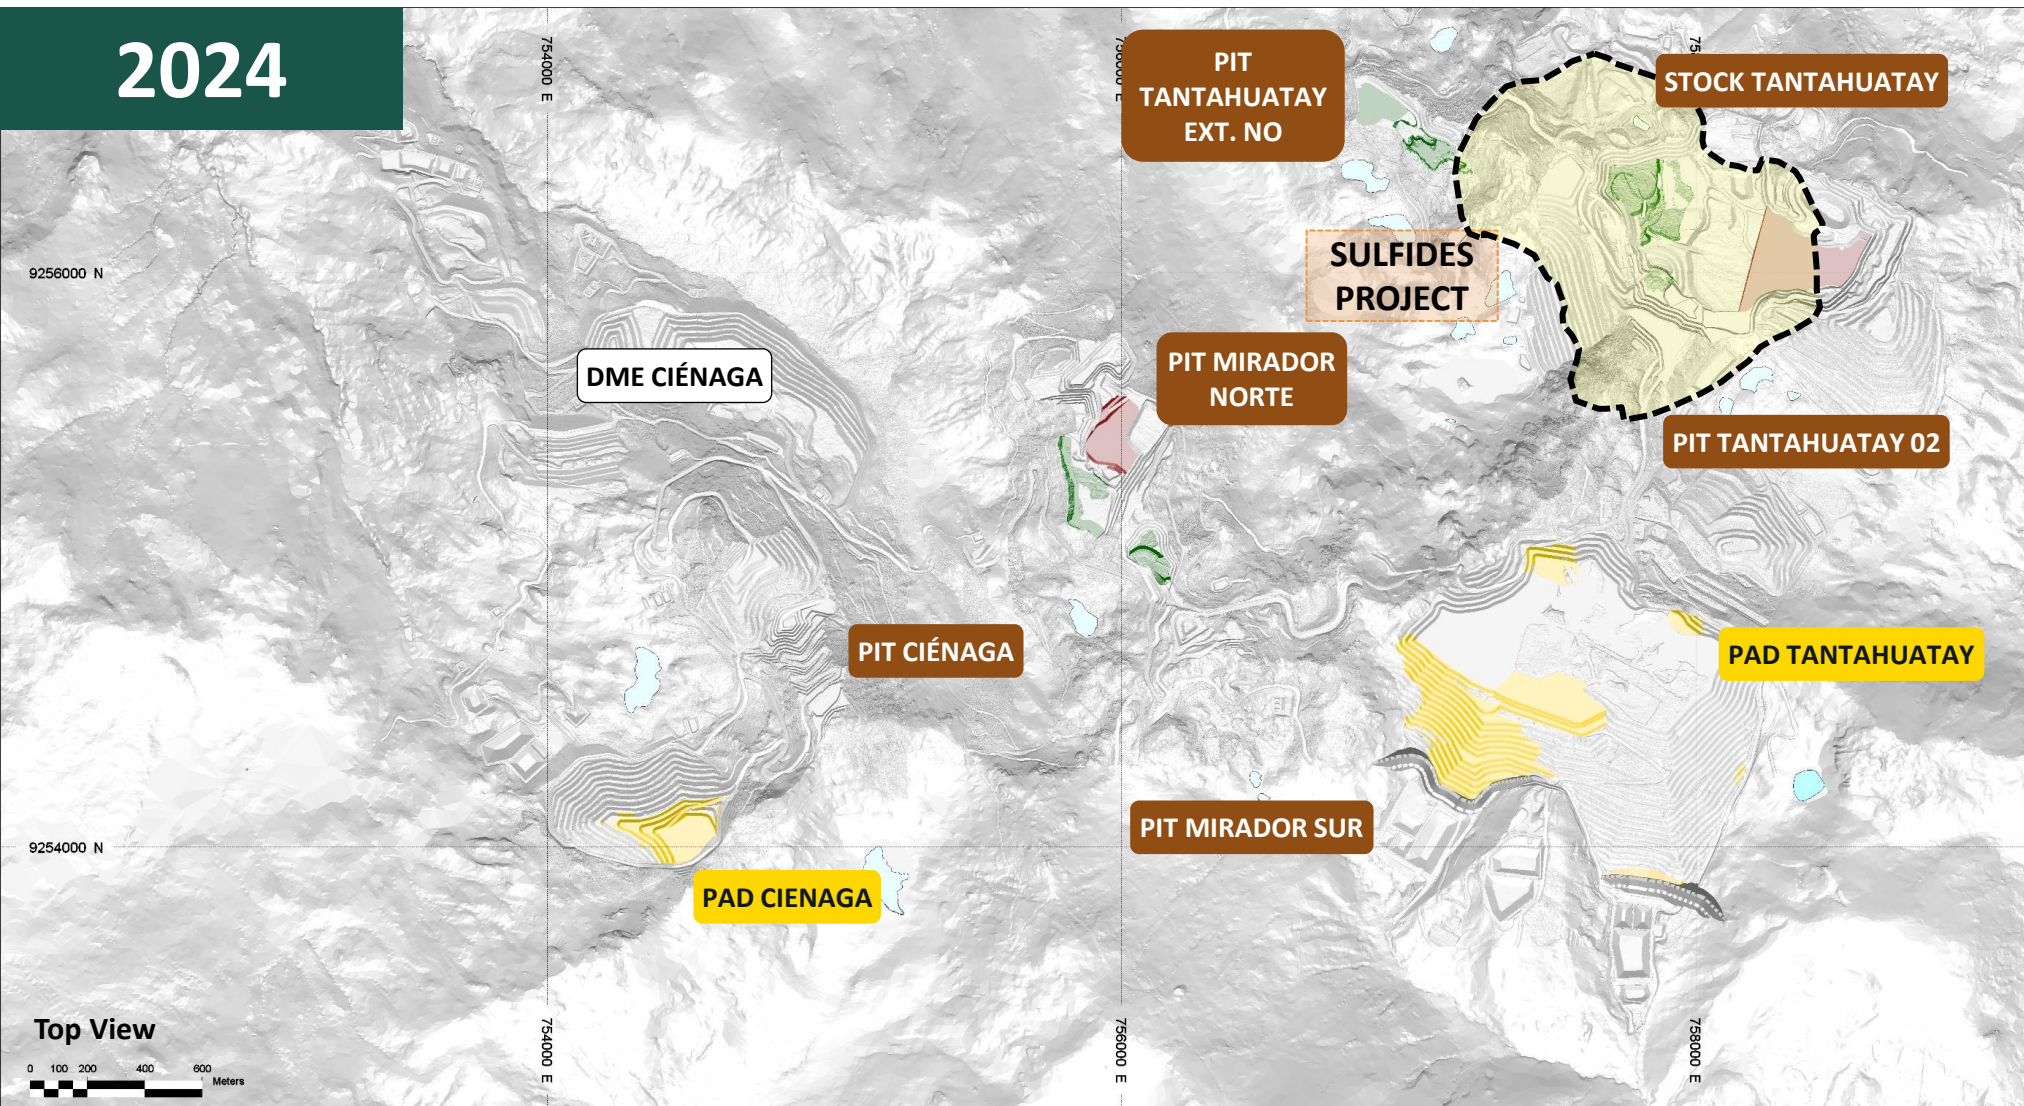 2024
754000 E
PIT
TANTAHUATAY
EXT. NO
STOCK TANTAHUATAY
9256000 N
SULFIDES
PROJECT
DME CIÉNAGA
PIT MIRADOR
NORTE
PIT TANTAHUATAY 02
PIT CIÉNAGA
PAD TANTAHUATAY
PIT MIRADOR SUR
9254000 N
PAD CIENAGA
Top View
0 100 200 400 600
Meters
754000 E
756000 E
758000 E